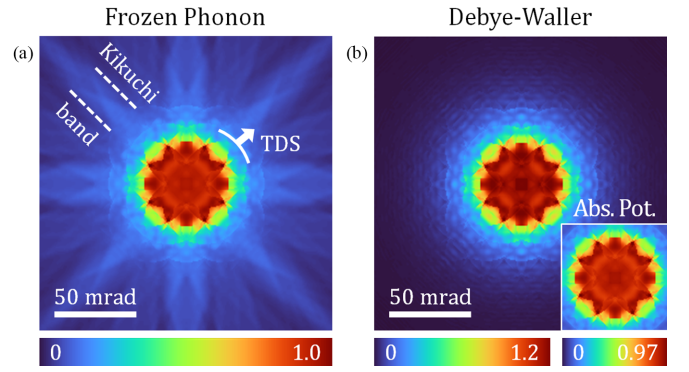 Frozen Phonon
Debye-Waller
(a)
Kikuchi
band
TDS
50 mrad
0
1.0
(b)
Abs. Pot.
50 mrad
0
1.2
0
0.97